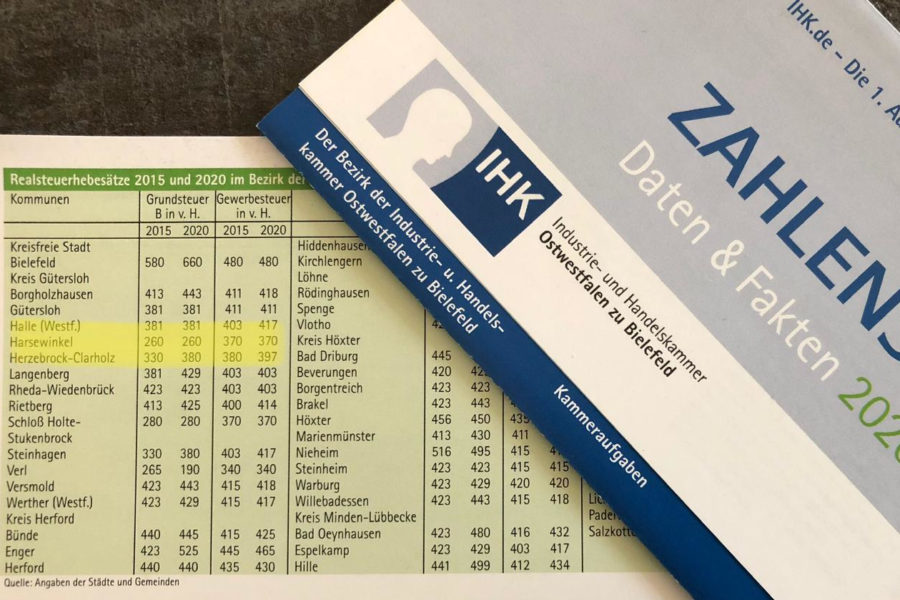 IHK.de – Die 1. A
ZAHLENS
Daten & Fakten 2020
IHK
Industrie- und Handelskammer
Ostwestfalen zu Bielefeld
Der Bezirk der Industrie- u. Handels-
kammer Ostwestfalen zu Bielefeld
Kammeraufgaben
Realsteuerhebesätze 2015 und 2020 im Bezirk der
Kommunen Grundsteuer Gewerbesteuer
B in v. H. in v. H.
2015 2020 2015 2020
Kreisfreie Stadt
Bielefeld 580 660 480 480
Kreis Gütersloh
Borgholzhausen 413 443 411 418
Gütersloh 381 381 411 411
Halle (Westf.) 381 381 403 417
Harsewinkel 260 260 370 370
Herzebrock-Clarholz 330 380 380 397
Langenberg 381 429 403 403
Rheda-Wiedenbrück 423 423 403 403
Rietberg 413 425 400 414
Schloß Holte- 280 280 370 370
Stukenbrock
Steinhagen 330 380 403 417
Verl 265 190 340 340
Versmold 423 443 415 418
Werther (Westf.) 423 429 415 417
Kreis Herford
Bünde 440 445 415 425
Enger 423 525 445 465
Herford 440 440 435 430
Hiddenhausen
Kirchlengern
Löhne
Rödinghausen
Spenge
Vlotho
Kreis Höxter
Bad Driburg 445
Beverungen 420
Borgentreich 423 423
Brakel 423 443
Höxter 456 450 435
Marienmünster 413 430 411
Nieheim 516 495 415
Steinheim 423 423 415 415
Warburg 423 429 420 420
Willebadessen 423 443 415 418
Kreis Minden-Lübbecke
Bad Oeynhausen 423 480 416 432
Espelkamp 423 429 403 417
Hille 441 499 412 434
Pader
Salzkotte
Quelle: Angaben der Städte und Gemeinden